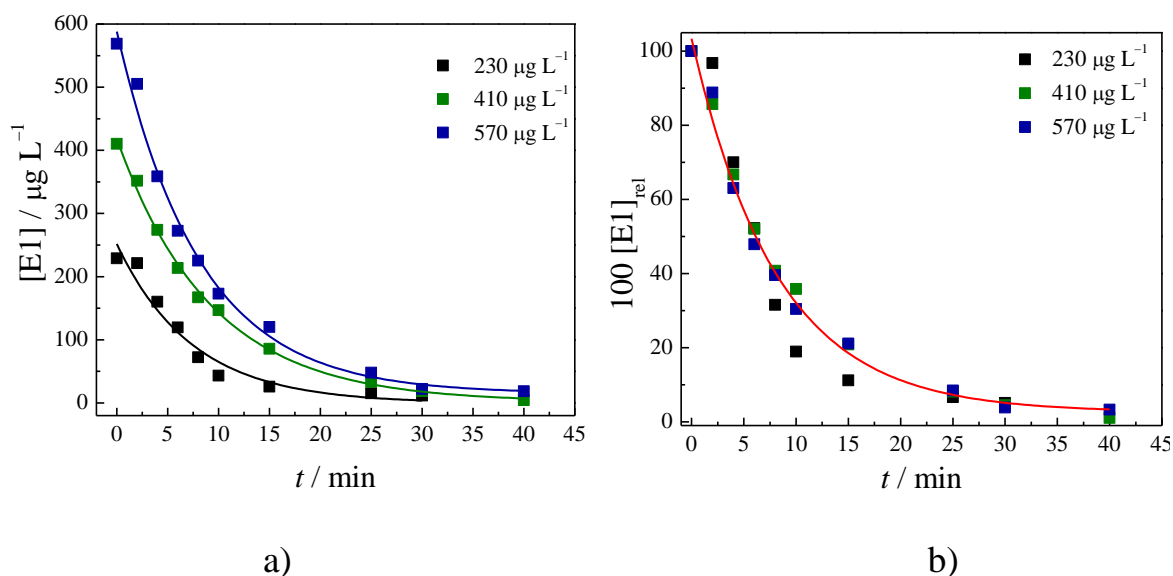 600
500
400
300
200
100
0
[E1] / μg L⁻¹
230 μg L⁻¹
410 μg L⁻¹
570 μg L⁻¹
0 5 10 15 20 25 30 35 40 45
t / min
a)
100
80
60
40
20
0
100 [E1]rel
230 μg L⁻¹
410 μg L⁻¹
570 μg L⁻¹
0 5 10 15 20 25 30 35 40 45
t / min
b)